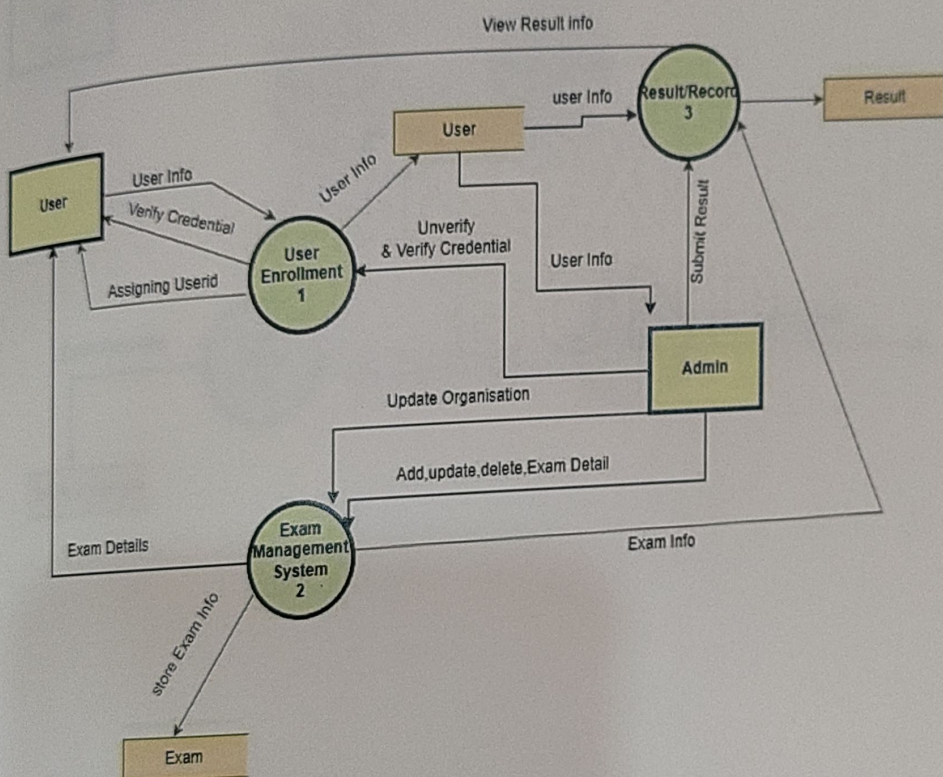 View Result info
user Info
Result/Record
3
Result
User
User Info
User
User Info
Verify Credential
Unverify
& Verify Credential
User
Enrollment
1
User Info
Submit Result
Assigning Userid
Admin
Update Organisation
Add,update,delete,Exam Detail
Exam
Management
System
2
Exam Info
Exam Details
store Exam Info
Exam